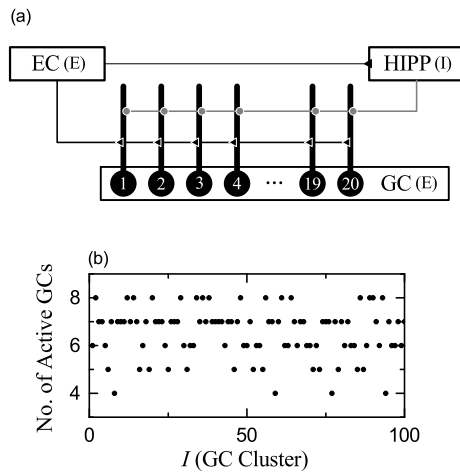 (a)
EC (E)
HIPP (I)
1 2 3 4 ... 19 20 GC (E)
(b)
No. of Active GCs
8
6
4
0 50 100
I (GC Cluster)